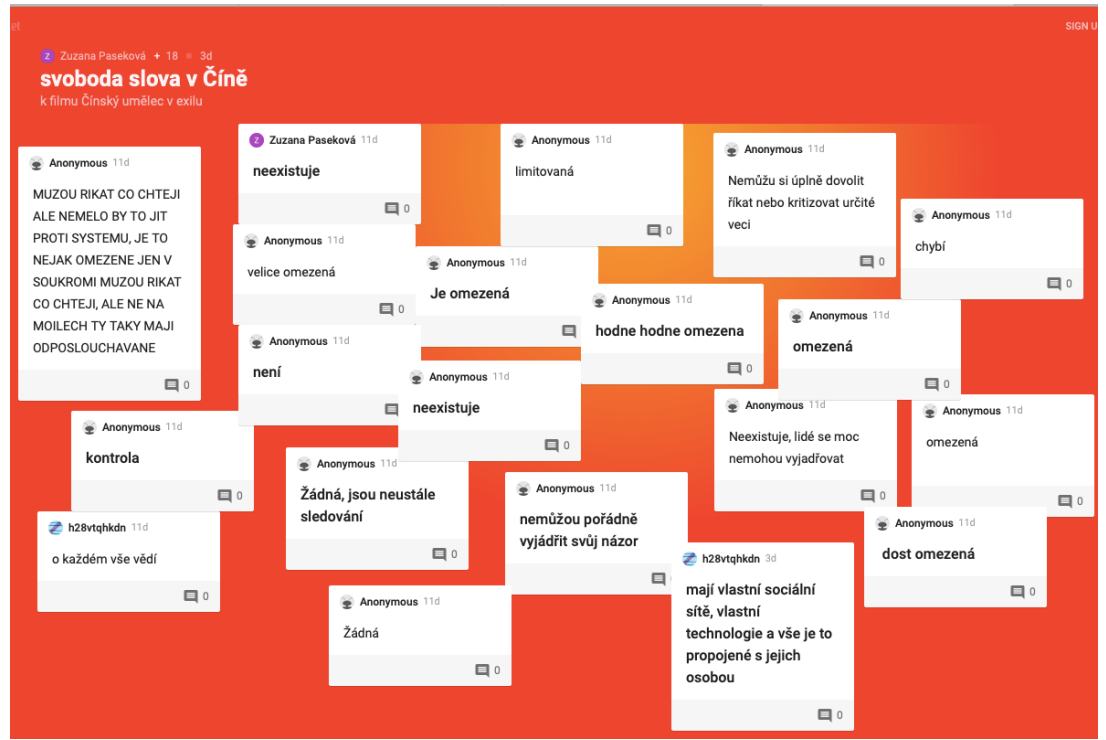 et
SIGN U
Zuzana Paseková + 18 3d
svoboda slova v Číně
k filmu Čínský umělec v exilu
Anonymous 11d
MUZOU RIKAT CO CHTEJI
ALE NEMELO BY TO JIT
PROTI SYSTEMU, JE TO
NEJAK OMEZENE JEN V
SOUKROMI MUZOU RIKAT
CO CHTEJI, ALE NE NA
MOILECH TY TAKY MAJI
ODPOSLOUCHAVANE
0
Zuzana Paseková 11d
neexistuje
0
Anonymous 11d
limitovaná
0
Anonymous 11d
Nemůžu si úplně dovolit
říkat nebo kritizovat určité
veci
0
Anonymous 11d
chybí
0
Anonymous 11d
velice omezená
0
Anonymous 11d
Je omezená
Anonymous 11d
hodne hodne omezena
0
Anonymous 11d
omezená
0
Anonymous 11d
není
Anonymous 11d
neexistuje
0
Anonymous 11d
Neexistuje, lidé se moc
nemohou vyjadřovat
0
Anonymous 11d
omezená
0
Anonymous 11d
kontrola
0
Anonymous 11d
Žádná, jsou neustále
sledování
0
Anonymous 11d
nemůžou pořádně
vyjádřit svůj názor
Anonymous 11d
dost omezená
0
h28vtqhkdn 11d
o každém vše vědí
0
h28vtqhkdn 3d
mají vlastní sociální
sítě, vlastní
technologie a vše je to
propojené s jejich
osobou
0
Anonymous 11d
Žádná
0